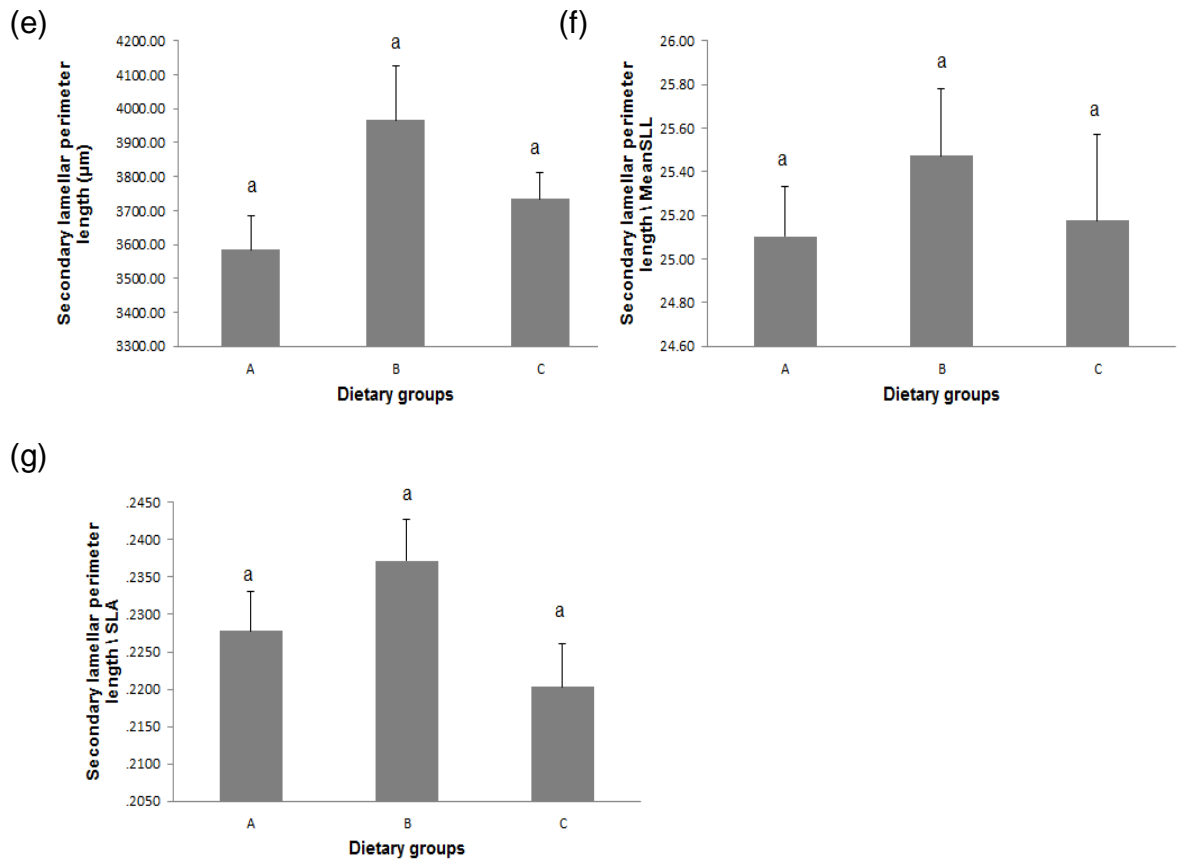 (e)
Secondary lamellar perimeter
length (µm)
4200.00
4100.00
4000.00
3900.00
3800.00
3700.00
3600.00
3500.00
3400.00
3300.00
a
a
a
A
B
C
Dietary groups
(f)
Secondary lamellar perimeter
length \ MeanSLL
26.00
25.80
25.60
25.40
25.20
25.00
24.80
24.60
a
a
a
A
B
C
Dietary groups
(g)
Secondary lamellar perimeter
length \ SLA
.2450
.2400
.2350
.2300
.2250
.2200
.2150
.2100
.2050
a
a
a
A
B
C
Dietary groups